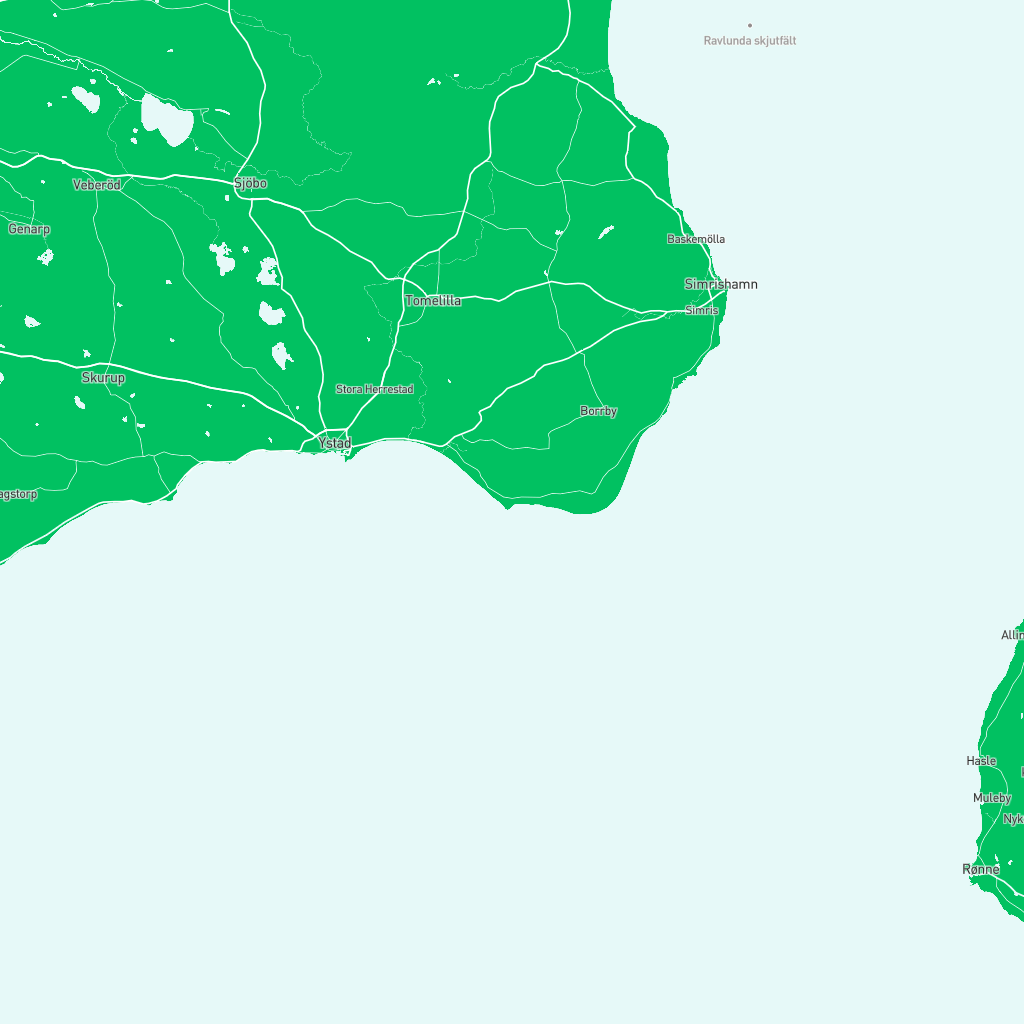 Ravlunda skjutfält
Veberöd
Sjöbo
Genarp
Baskemölla
Simrishamn
Tomelilla
Simris
Skurup
Stora Herrestad
Borrby
Ystad
agstorp
Allin
Hasle
Muleby
Nyk
Rønne